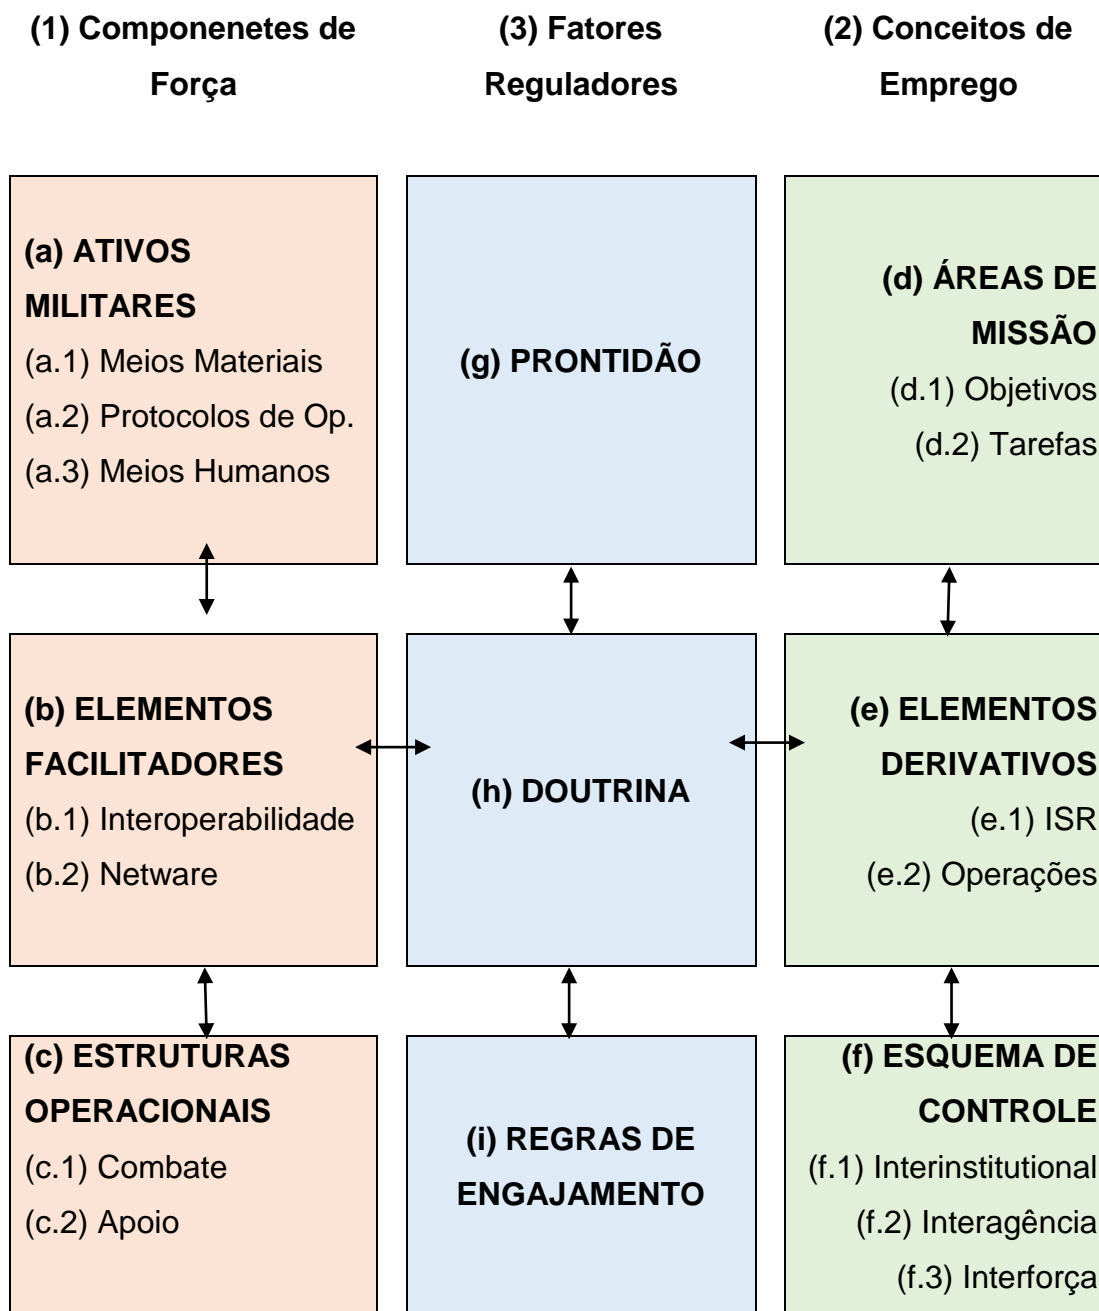 (1) Componenetes de
Força
(3) Fatores
Reguladores
(2) Conceitos de
Emprego
(a) ATIVOS
MILITARES
(a.1) Meios Materiais
(a.2) Protocolos de Op.
(a.3) Meios Humanos
(g) PRONTIDÃO
(d) ÁREAS DE
MISSÃO
(d.1) Objetivos
(d.2) Tarefas
(b) ELEMENTOS
FACILITADORES
(b.1) Interoperabilidade
(b.2) Netware
(h) DOUTRINA
(e) ELEMENTOS
DERIVATIVOS
(e.1) ISR
(e.2) Operações
(c) ESTRUTURAS
OPERACIONAIS
(c.1) Combate
(c.2) Apoio
(i) REGRAS DE
ENGAJAMENTO
(f) ESQUEMA DE
CONTROLE
(f.1) Interinstitutional
(f.2) Interagência
(f.3) Interforça